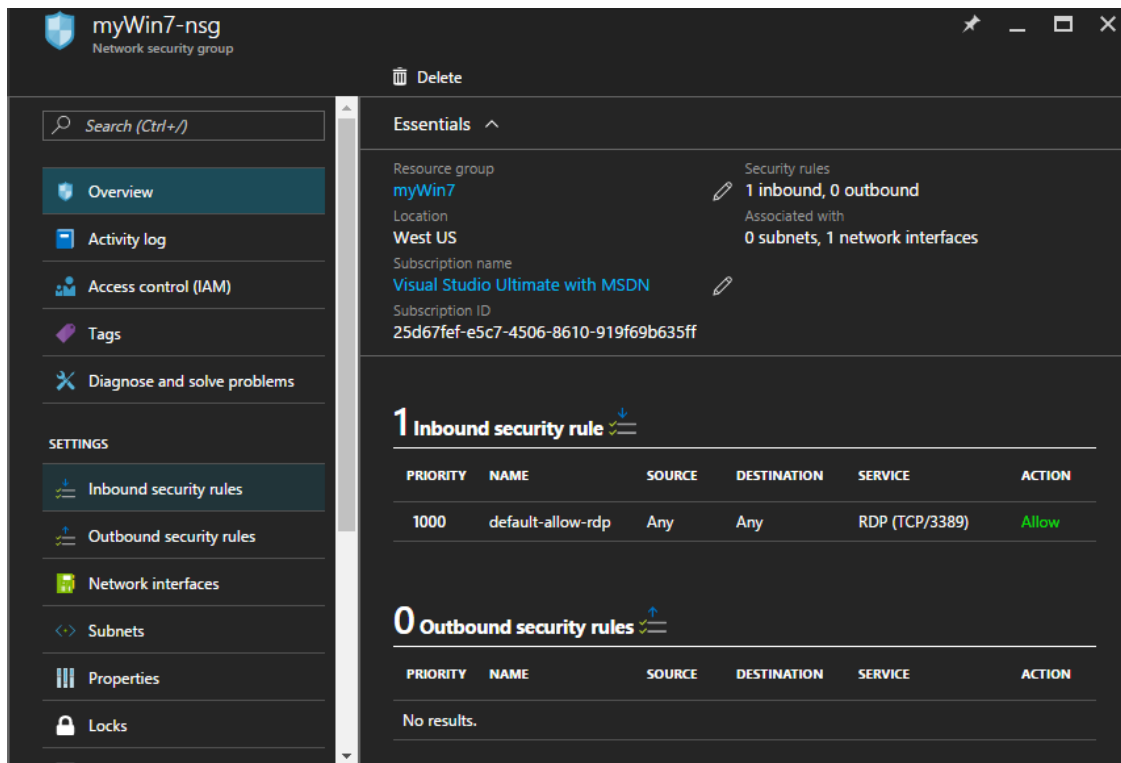 myWin7-nsg
Network security group
Delete
Search (Ctrl+/)
Overview
Activity log
Access control (IAM)
Tags
Diagnose and solve problems
SETTINGS
Inbound security rules
Outbound security rules
Network interfaces
Subnets
Properties
Locks
Essentials
Resource group
myWin7
Location
West US
Subscription name
Visual Studio Ultimate with MSDN
Subscription ID
25d67fef-e5c7-4506-8610-919f69b635ff
Security rules
1 inbound, 0 outbound
Associated with
0 subnets, 1 network interfaces
1 Inbound security rule
PRIORITY NAME SOURCE DESTINATION SERVICE ACTION
1000 default-allow-rdp Any Any RDP (TCP/3389) Allow
0 Outbound security rules
PRIORITY NAME SOURCE DESTINATION SERVICE ACTION
No results.